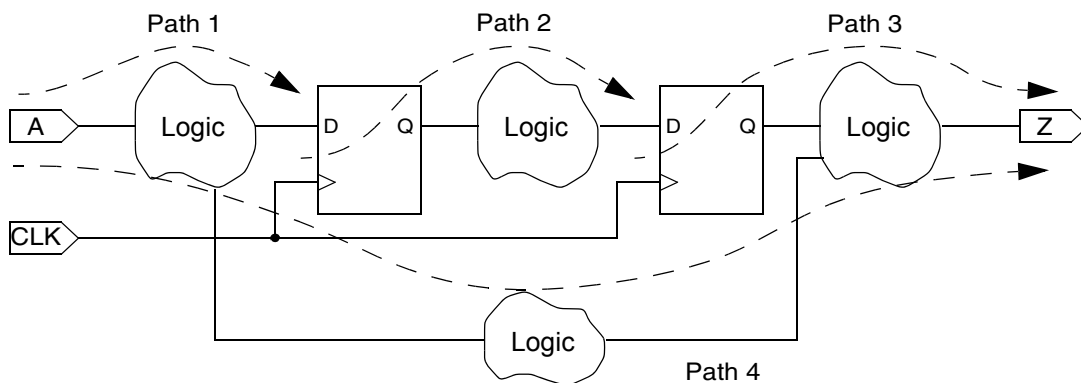 Path 1
Path 2
Path 3
A
Logic
D
Q
Logic
D
Q
Logic
Z
CLK
Logic
Path 4